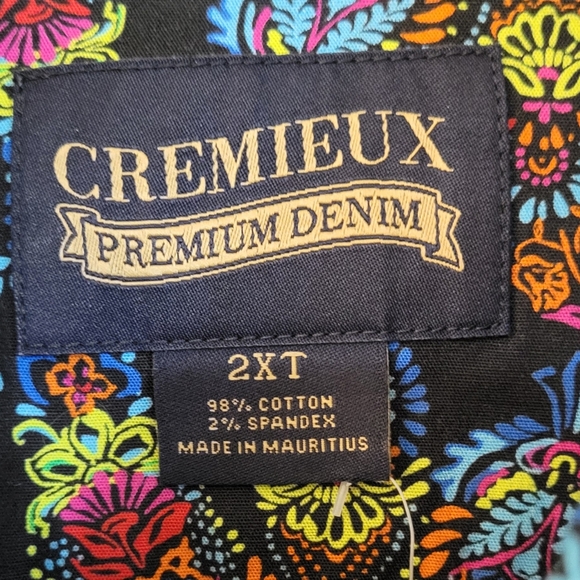 CREMIEUX
PREMIUM DENIM
2XT
98% COTTON
2% SPANDEX
MADE IN MAURITIUS